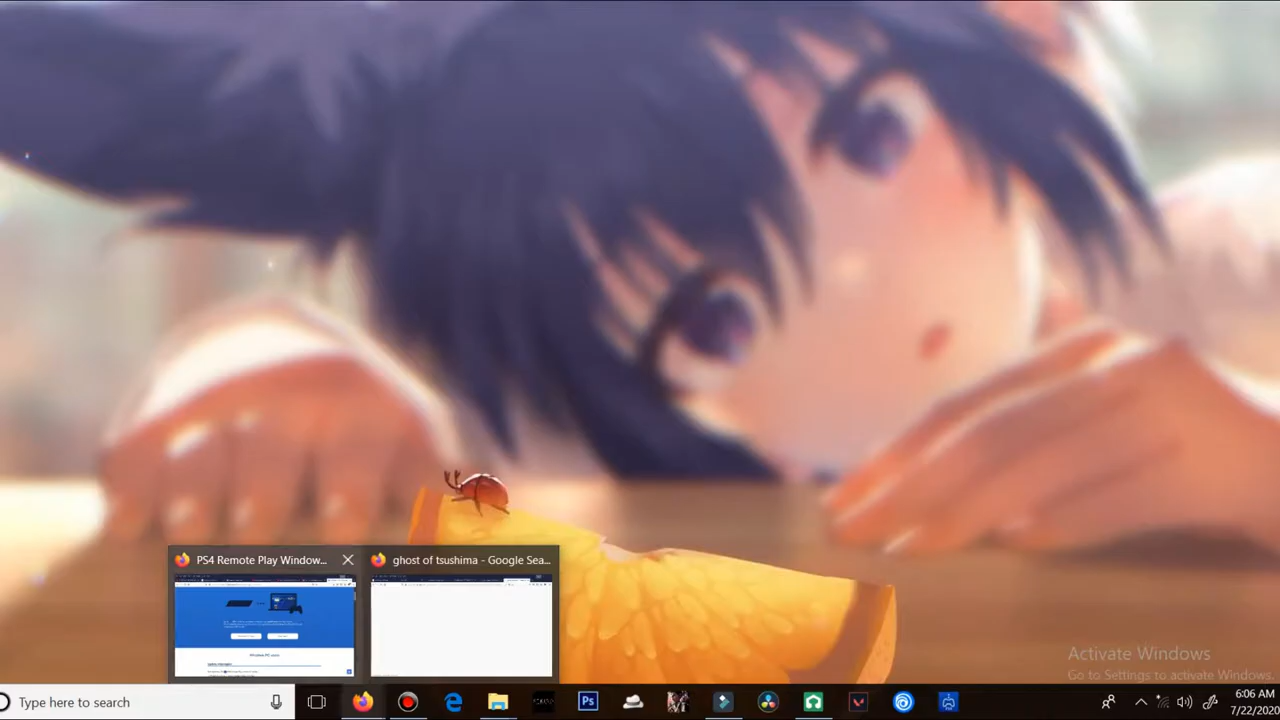 PS4 Remote Play Window...
ghost of tsushima - Google Sea...
Activate Windows
Go to Settings to activate Windows.
Type here to search
Ps
6:06 AM
7/22/2020